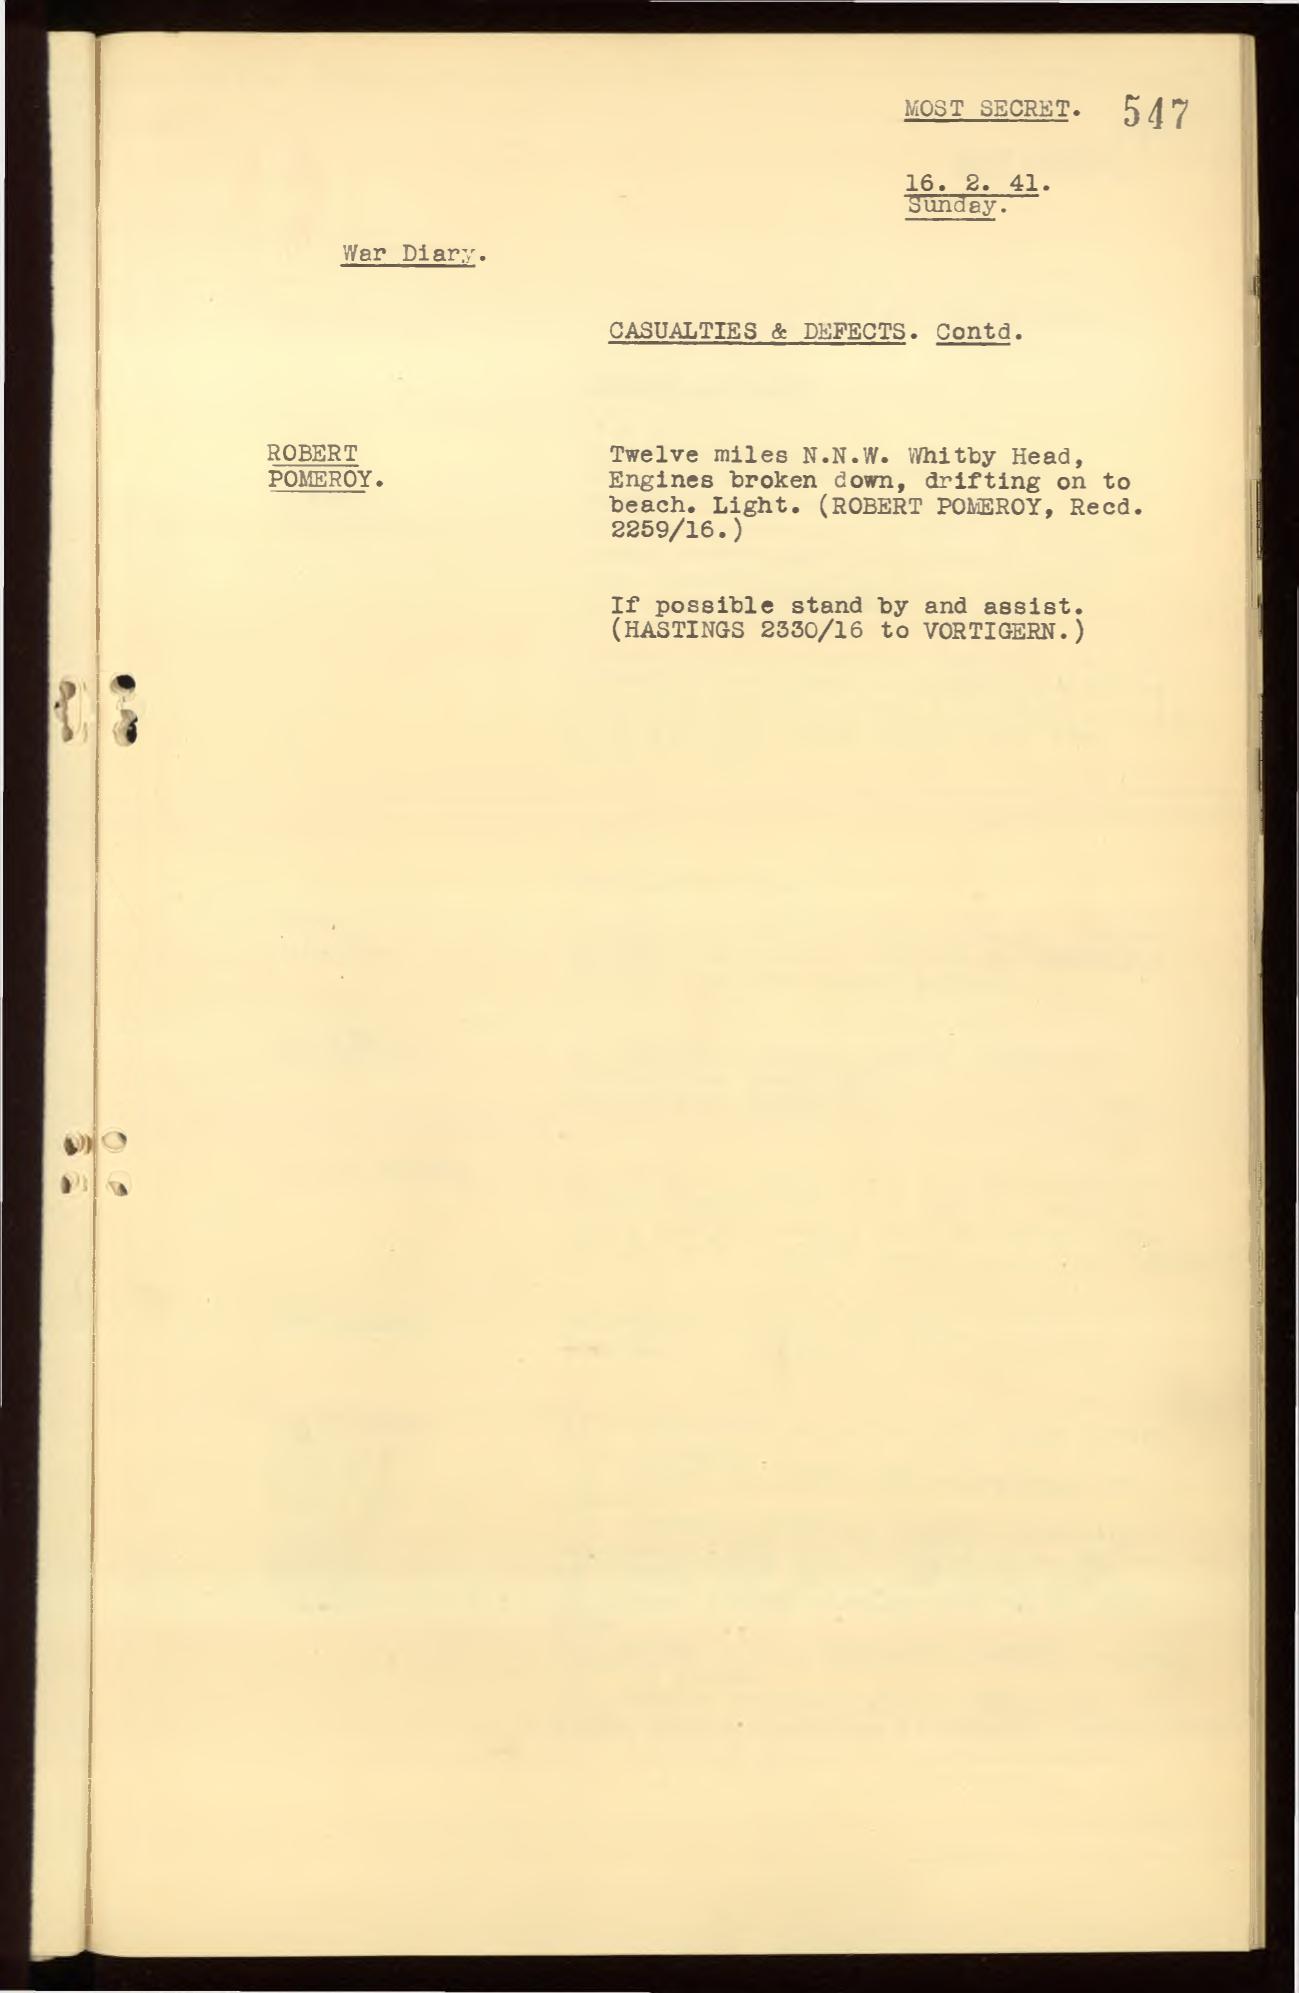 MOST SECRET. 547
16. 2. 41.
Sunday.
War Diary.
CASUALTIES & DEFECTS. Contd.
ROBERT
POMEROY.
Twelve miles N.N.W. Whitby Head,
Engines broken down, drifting on to
beach. Light. (ROBERT POMEROY, Recd.
2259/16.)
If possible stand by and assist.
(HASTINGS 2330/16 to VORTIGERN.)